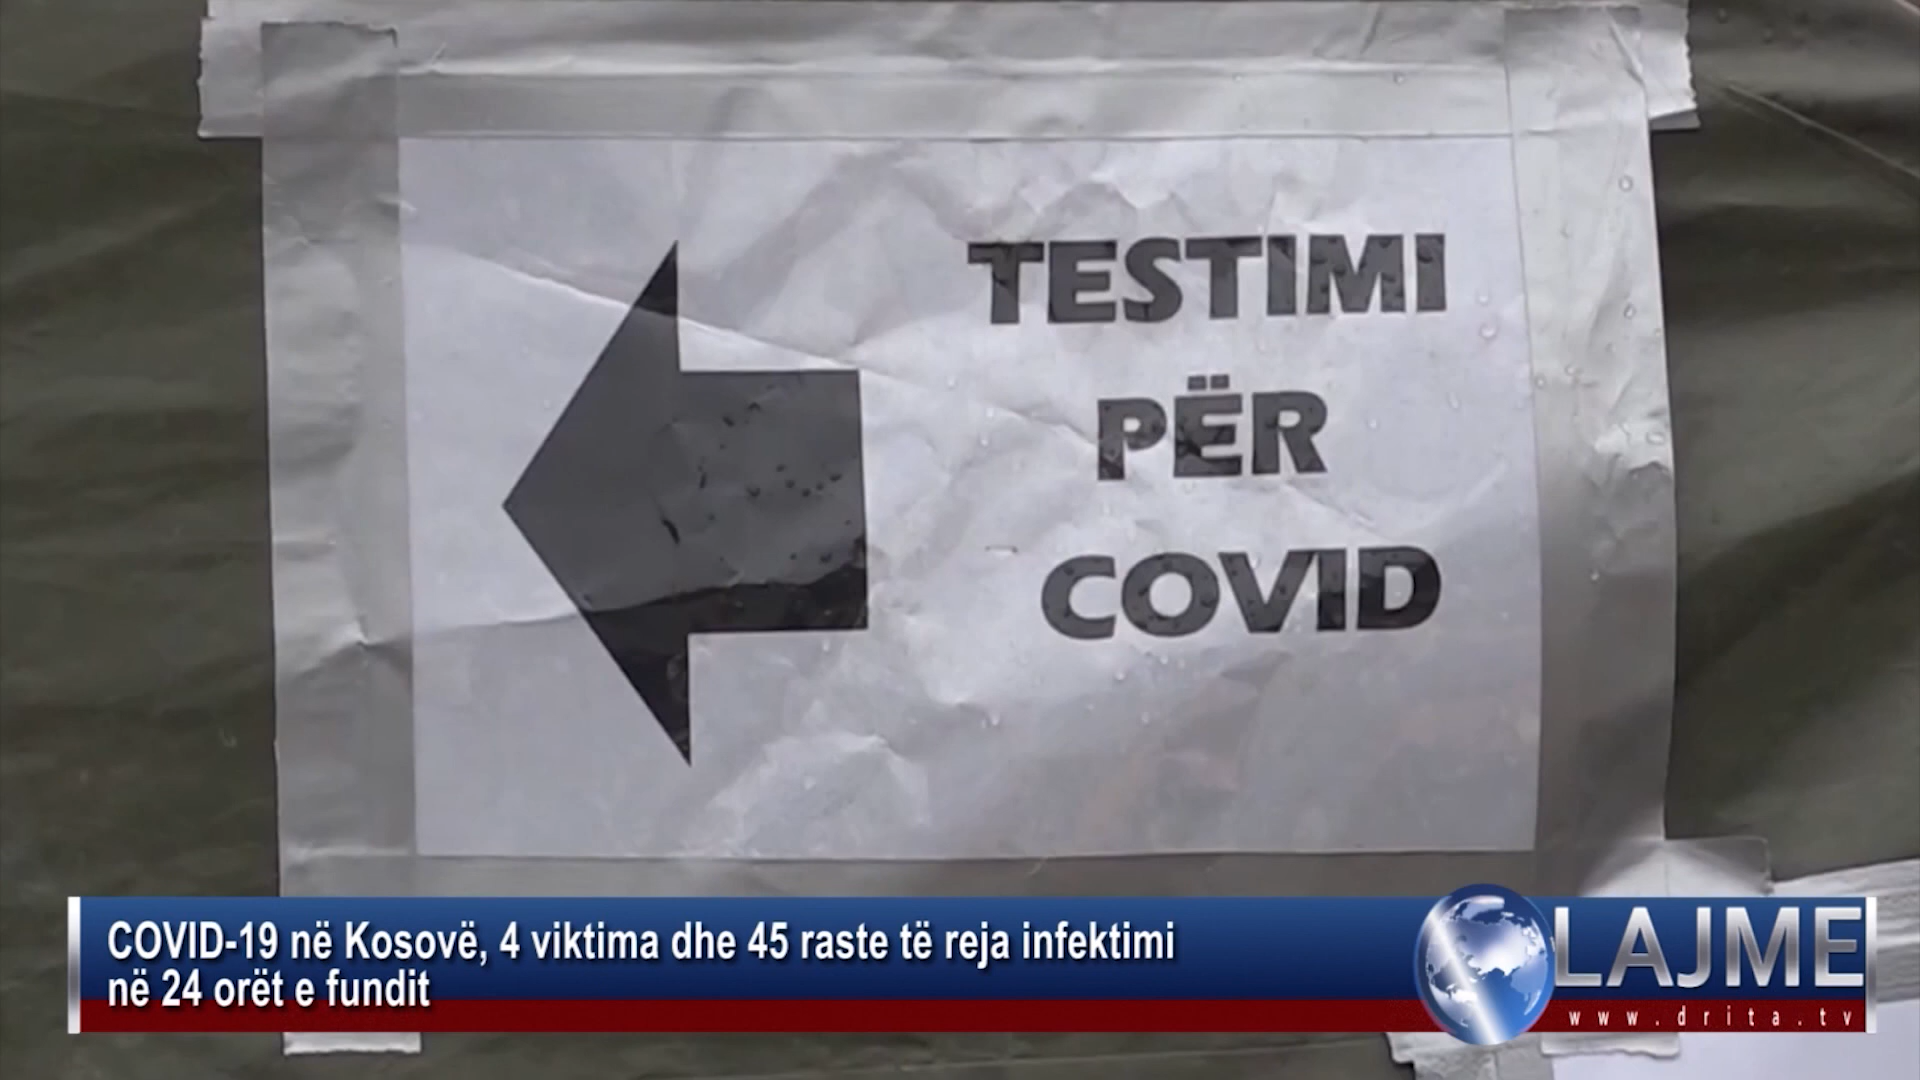 TESTIMI
PËR
COVID
COVID-19 në Kosovë, 4 viktima dhe 45 raste të reja infektimi
në 24 orët e fundit
LAJME
www.drita.tv